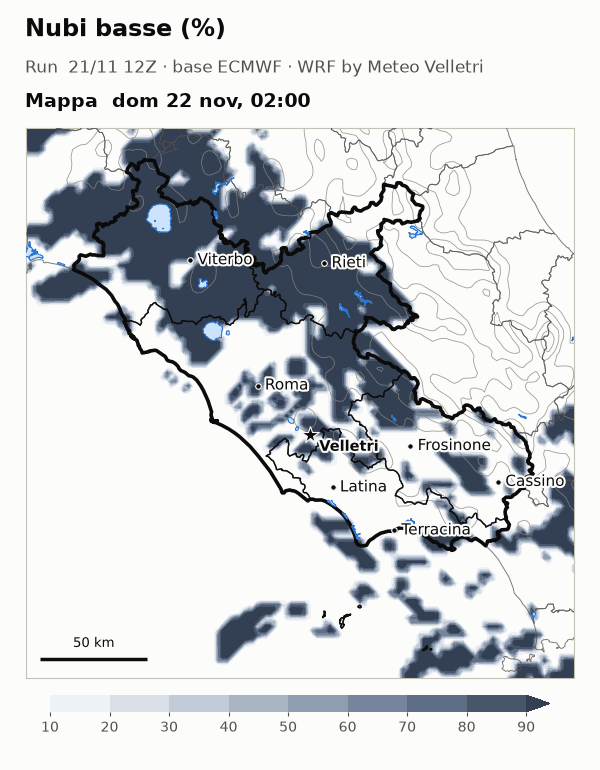 Nubi basse (%)
Run  21/11 12Z · base ECMWF · WRF by Meteo Velletri
Mappa  dom 22 nov, 02:00
Viterbo
Rieti
Roma
Velletri
Frosinone
Latina
Cassino
Terracina
50 km
10 20 30 40 50 60 70 80 90